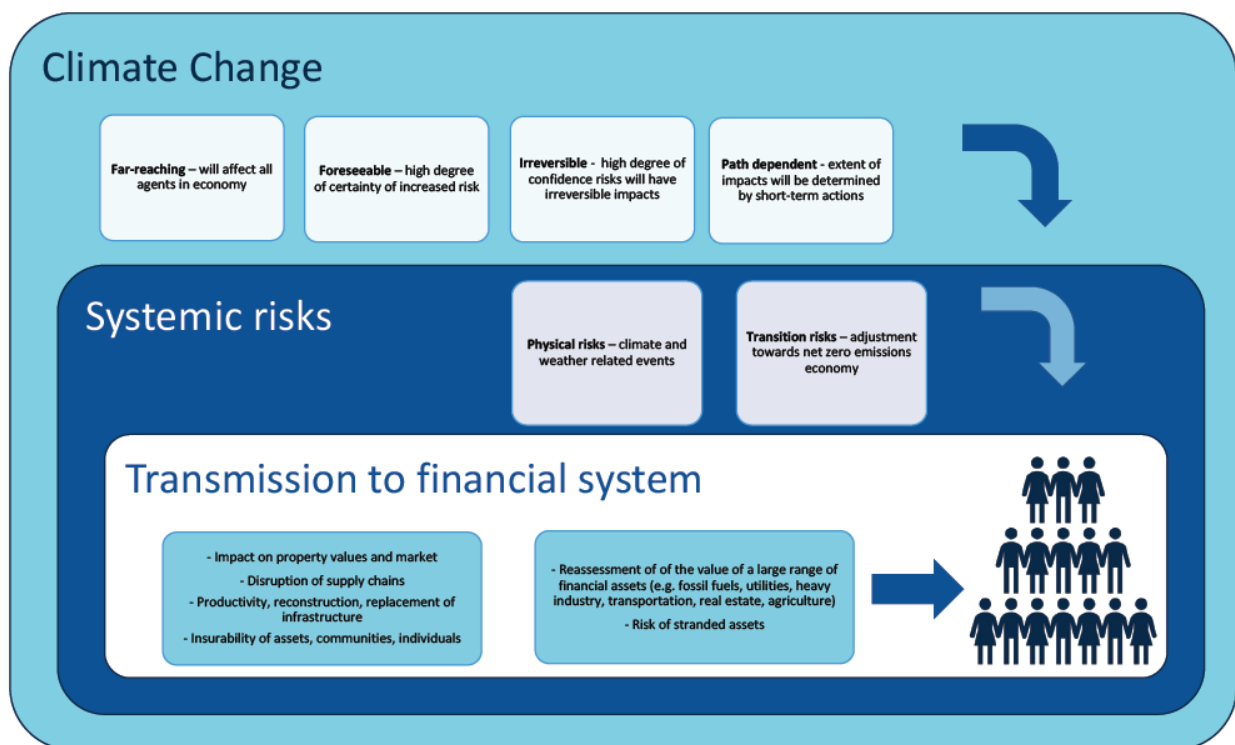 Climate Change
Far-reaching – will affect all
agents in economy
Foreseeable – high degree
of certainty of increased risk
Irreversible -  high degree of
confidence risks will have
irreversible impacts
Path dependent - extent of
impacts will be determined
by short-term actions
Systemic risks
Physical risks – climate and
weather related events
Transition risks – adjustment
towards net zero emissions
economy
Transmission to financial system
- Impact on property values and market
- Disruption of supply chains
- Productivity, reconstruction, replacement of
infrastructure
- Insurability of assets, communities, individuals
- Reassessment of of the value of a large range of
financial assets (e.g. fossil fuels, utilities, heavy
industry, transportation, real estate, agriculture)
- Risk of stranded assets